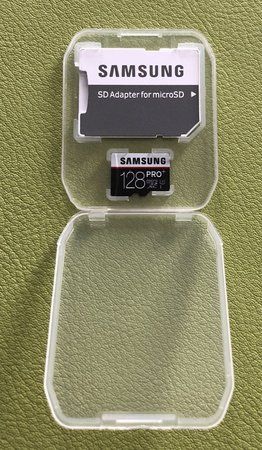 SAMSUNG
SD Adapter for microSD ▶
SAMSUNG
128 PRO+